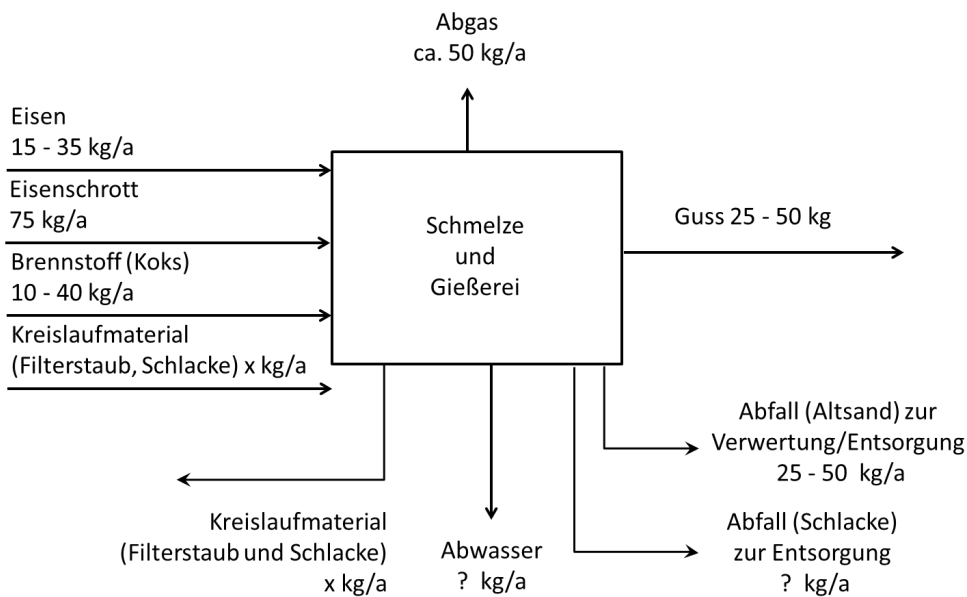 Abgas
ca. 50 kg/a
Eisen
15 - 35 kg/a
Eisenschrott
75 kg/a
Brennstoff (Koks)
10 - 40 kg/a
Kreislaufmaterial
(Filterstaub, Schlacke) x kg/a
Schmelze
und
Gießerei
Guss 25 - 50 kg
Kreislaufmaterial
(Filterstaub und Schlacke)
x kg/a
Abwasser
? kg/a
Abfall (Altsand) zur
Verwertung/Entsorgung
25 - 50 kg/a
Abfall (Schlacke)
zur Entsorgung
? kg/a